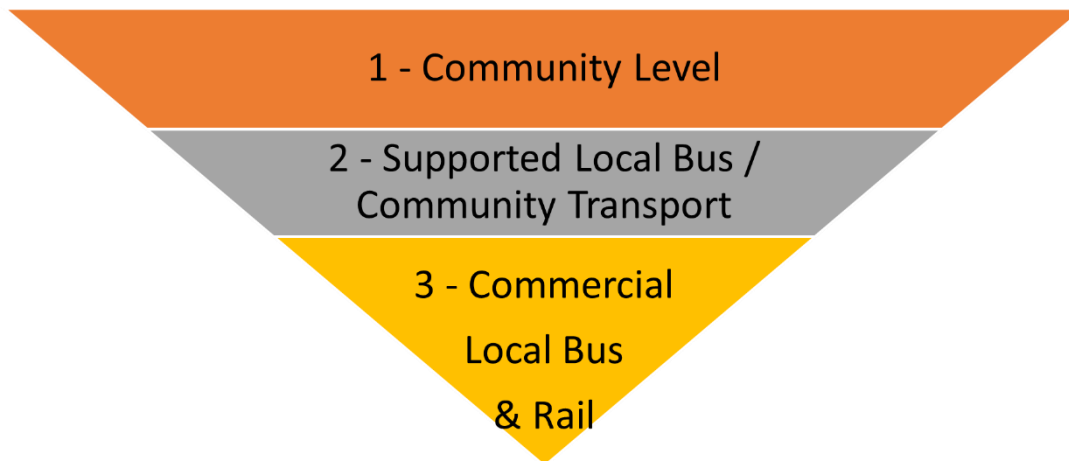 1 - Community Level
2 - Supported Local Bus /
Community Transport
3 - Commercial
Local Bus
& Rail